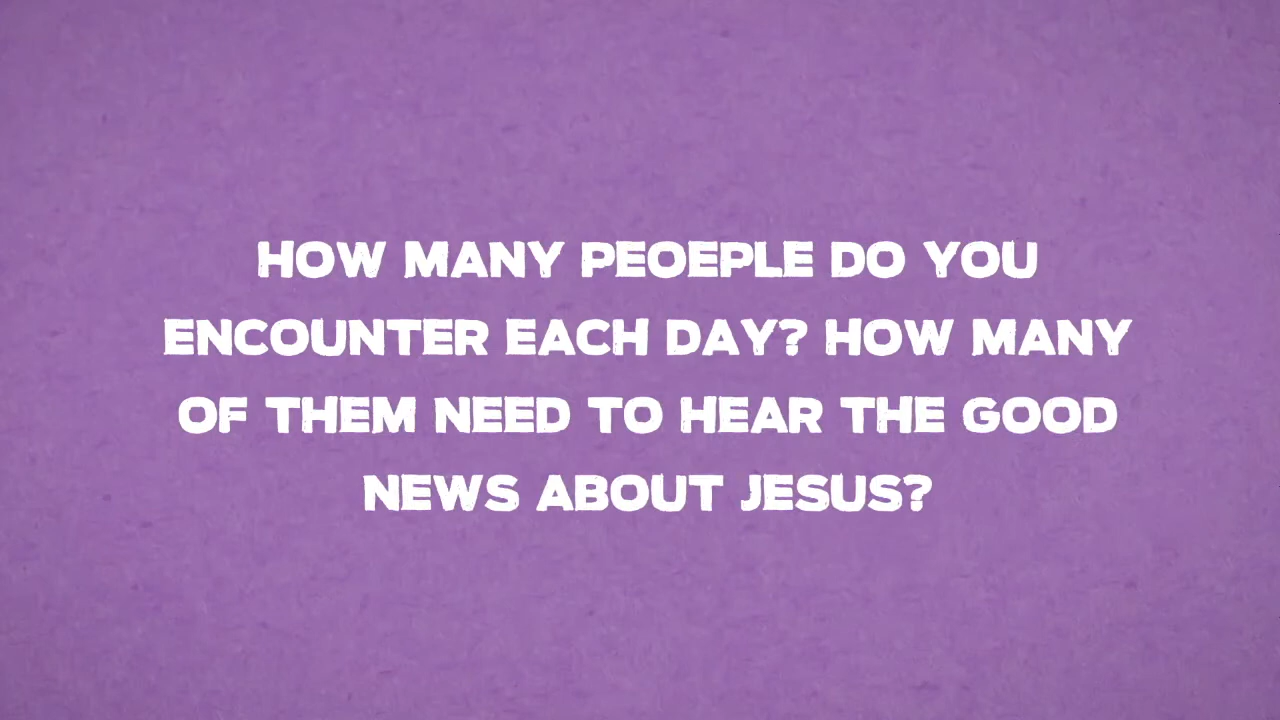 HOW MANY PEOEPLE DO YOU
ENCOUNTER EACH DAY? HOW MANY
OF THEM NEED TO HEAR THE GOOD
NEWS ABOUT JESUS?